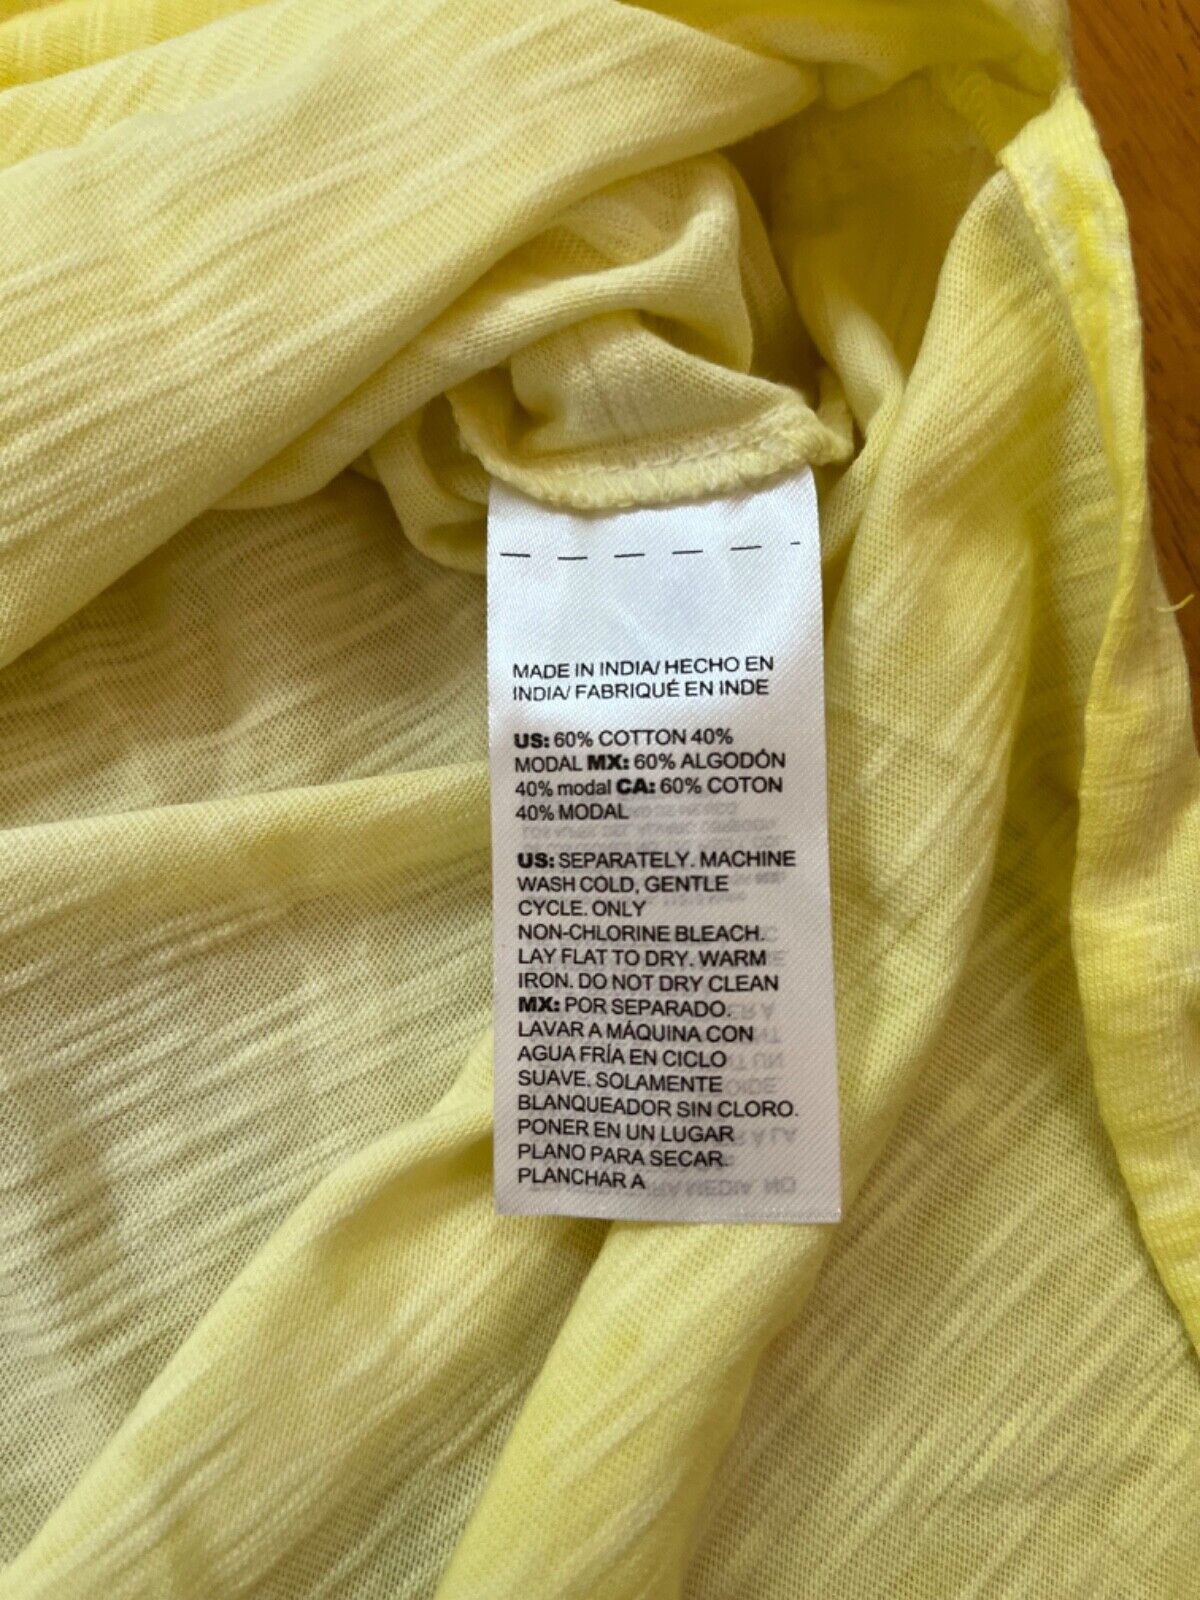 MADE IN INDIA/ HECHO EN
INDIA/ FABRIQUÉ EN INDE
US: 60% COTTON 40%
MODAL MX: 60% ALGODÓN
40% modal CA: 60% COTON
40% MODAL
US: SEPARATELY. MACHINE
WASH COLD, GENTLE
CYCLE. ONLY
NON-CHLORINE BLEACH.
LAY FLAT TO DRY. WARM
IRON. DO NOT DRY CLEAN
MX: POR SEPARADO.
LAVAR A MÁQUINA CON
AGUA FRÍA EN CICLO
SUAVE. SOLAMENTE
BLANQUEADOR SIN CLORO.
PONER EN UN LUGAR
PLANO PARA SECAR.
PLANCHAR A